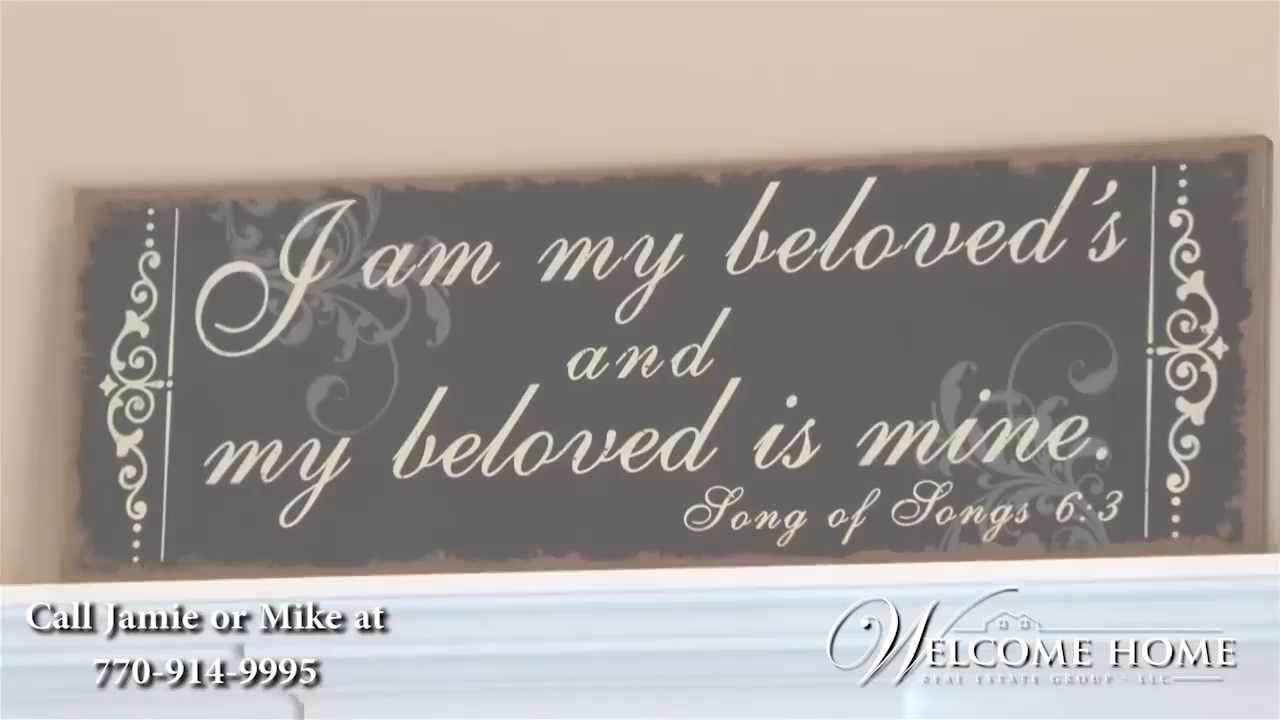 I am my beloved's
and
my beloved is mine.
Song of Songs 6:3
Call Jamie or Mike at
770-914-9995
WELCOME HOME
REAL ESTATE GROUP - LLC